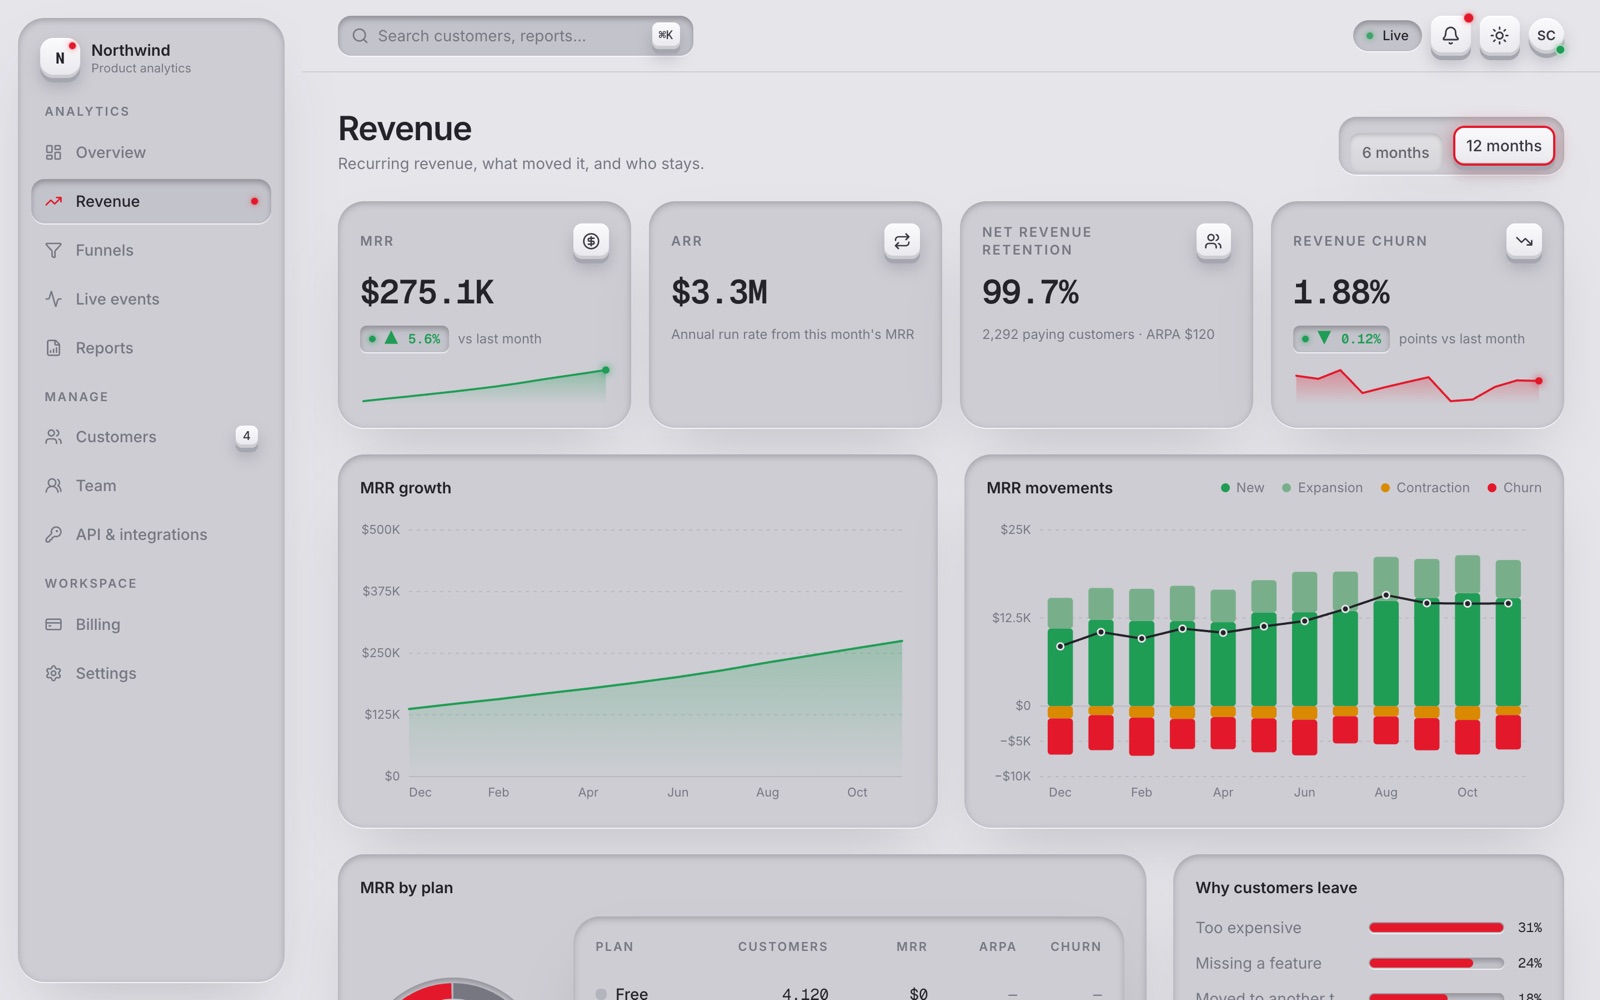 N
Northwind
Product analytics
ANALYTICS
Overview
Revenue
Funnels
Live events
Reports
MANAGE
Customers
4
Team
API & integrations
WORKSPACE
Billing
Settings
Search customers, reports...
⌘K
Live
SC
Revenue
Recurring revenue, what moved it, and who stays.
6 months
12 months
MRR
$275.1K
▲ 5.6% vs last month
ARR
$3.3M
Annual run rate from this month's MRR
NET REVENUE
RETENTION
99.7%
2,292 paying customers · ARPA $120
REVENUE CHURN
1.88%
▼ 0.12% points vs last month
MRR growth
$500K
$375K
$250K
$125K
$0
Dec Feb Apr Jun Aug Oct
MRR movements
New Expansion Contraction Churn
$25K
$12.5K
$0
−$5K
−$10K
Dec Feb Apr Jun Aug Oct
MRR by plan
PLAN CUSTOMERS MRR ARPA CHURN
Free 4,120 $0 — —
Why customers leave
Too expensive 31%
Missing a feature 24%
Moved to another t 18%